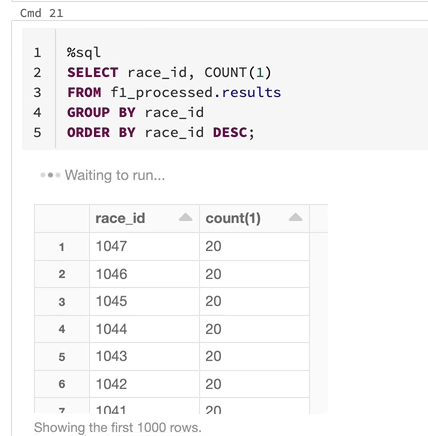 Cmd 21
1 %sql
2 SELECT race_id, COUNT(1)
3 FROM f1_processed.results
4 GROUP BY race_id
5 ORDER BY race_id DESC;
Waiting to run...
race_id count(1)
1 1047 20
2 1046 20
3 1045 20
4 1044 20
5 1043 20
6 1042 20
7 1041 20
Showing the first 1000 rows.